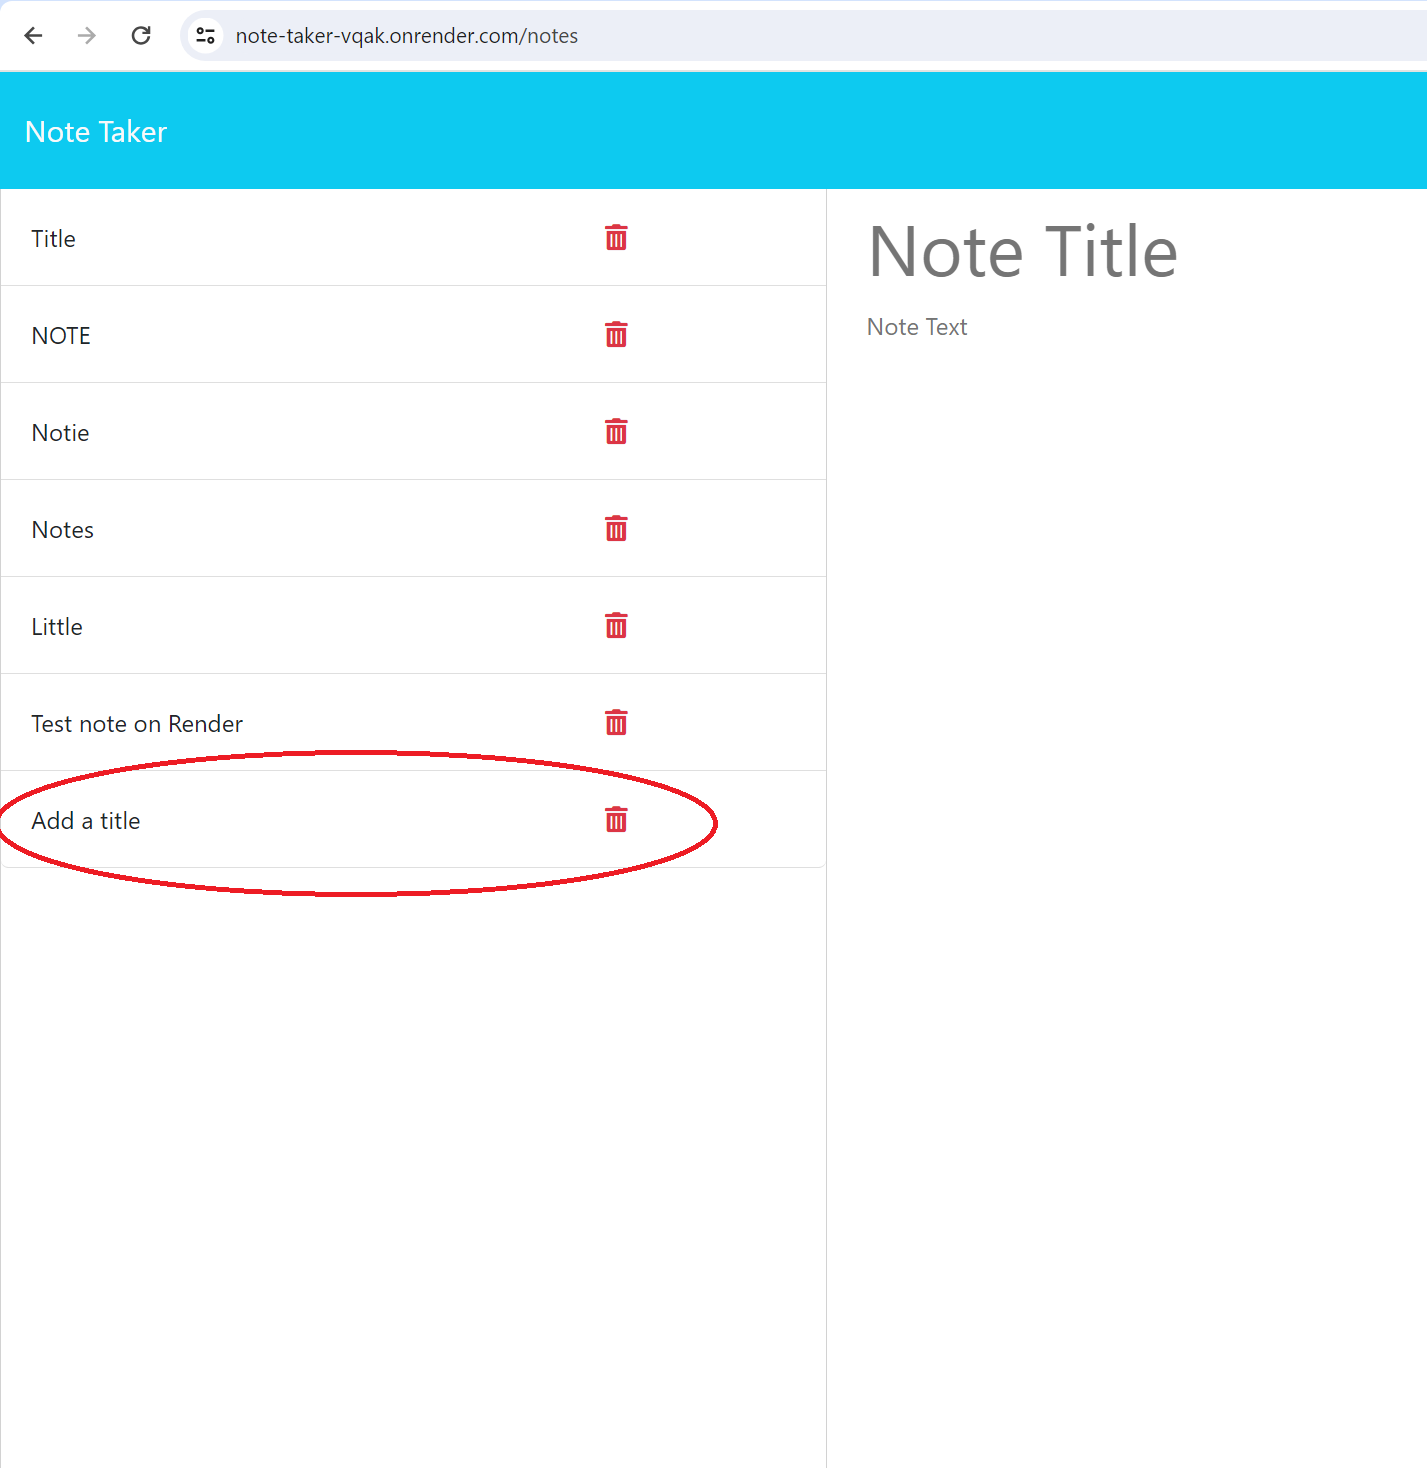 note-taker-vqak.onrender.com/notes
Note Taker
Title
NOTE
Notie
Notes
Little
Test note on Render
Add a title
Note Title
Note Text